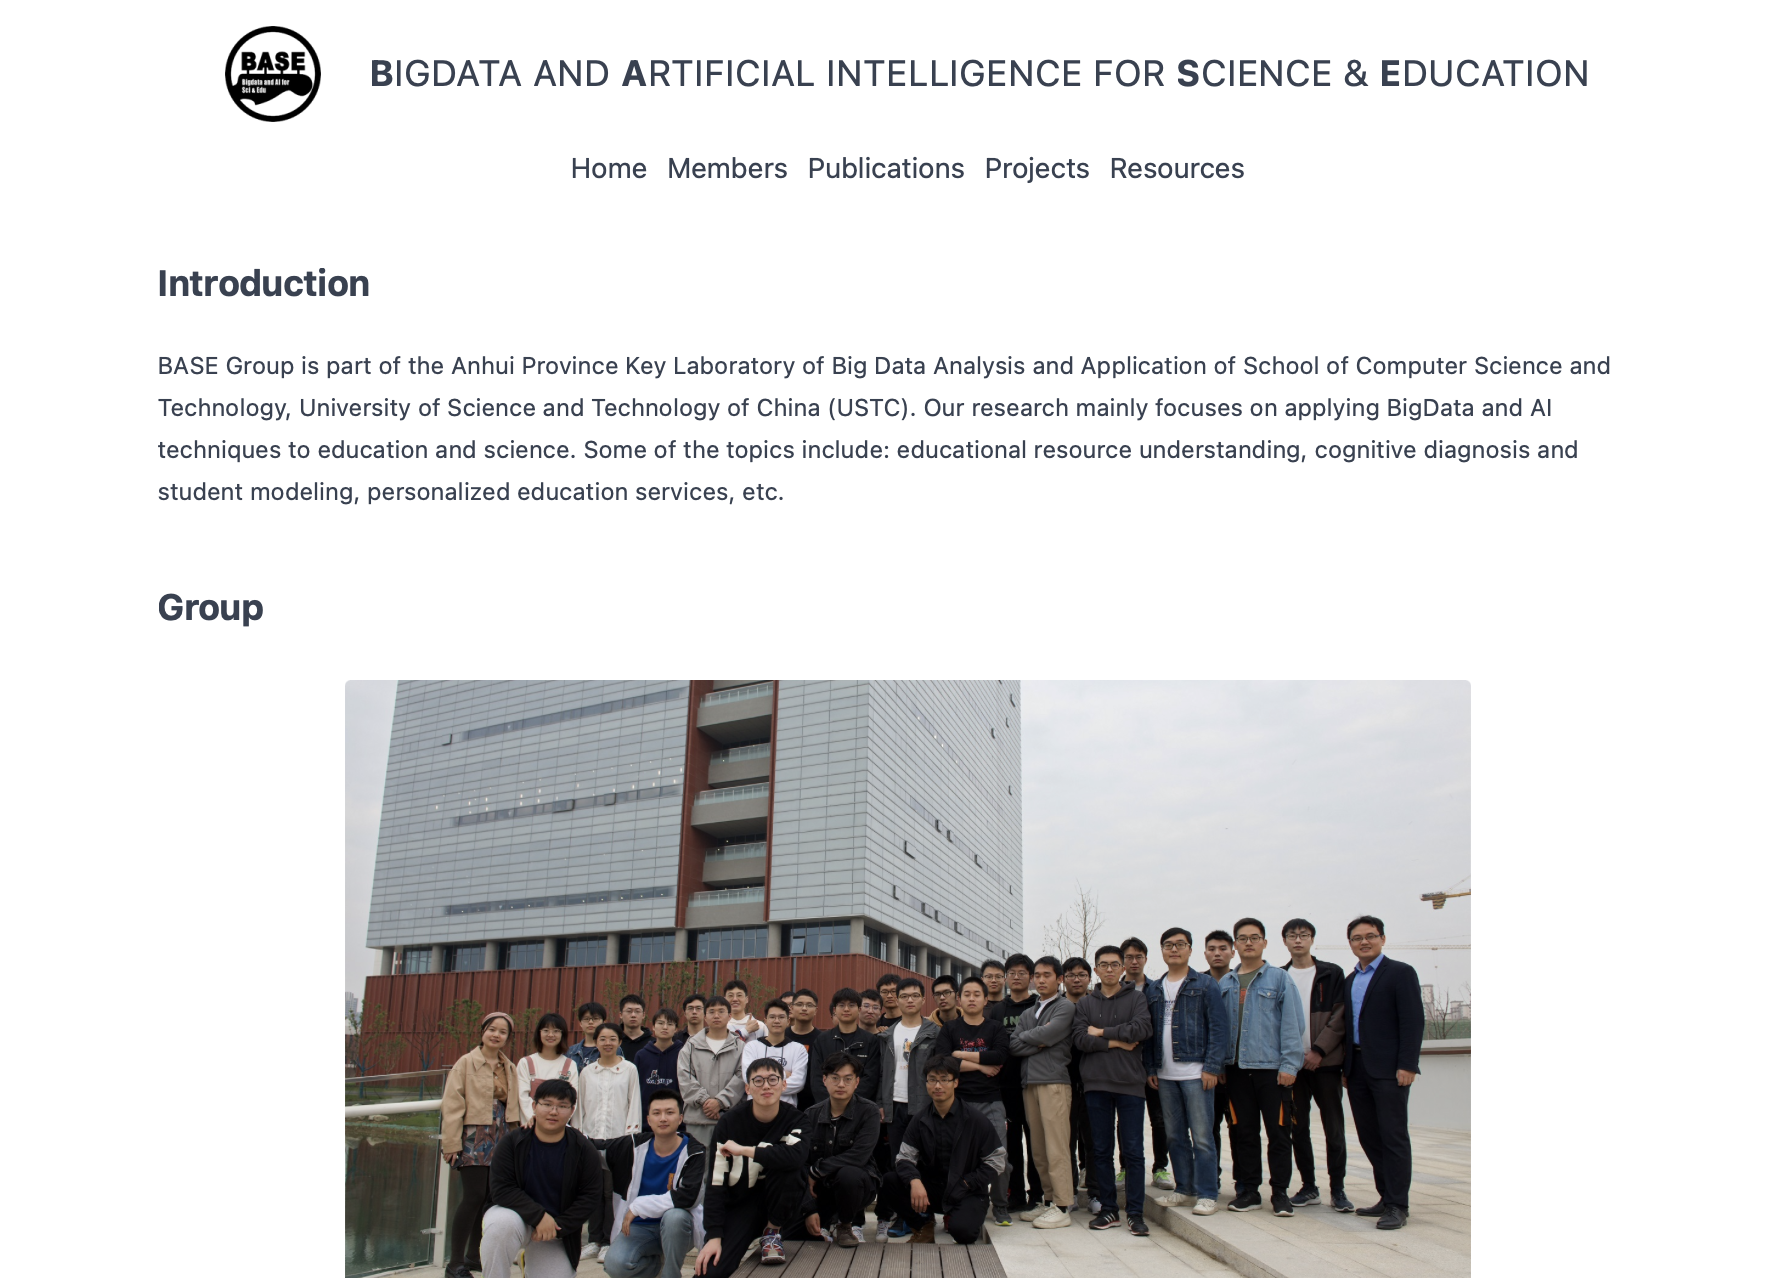 BASE
Bigdata and AI for
Sci & Edu
BIGDATA AND ARTIFICIAL INTELLIGENCE FOR SCIENCE & EDUCATION
Home Members Publications Projects Resources
Introduction
BASE Group is part of the Anhui Province Key Laboratory of Big Data Analysis and Application of School of Computer Science and
Technology, University of Science and Technology of China (USTC). Our research mainly focuses on applying BigData and AI
techniques to education and science. Some of the topics include: educational resource understanding, cognitive diagnosis and
student modeling, personalized education services, etc.
Group